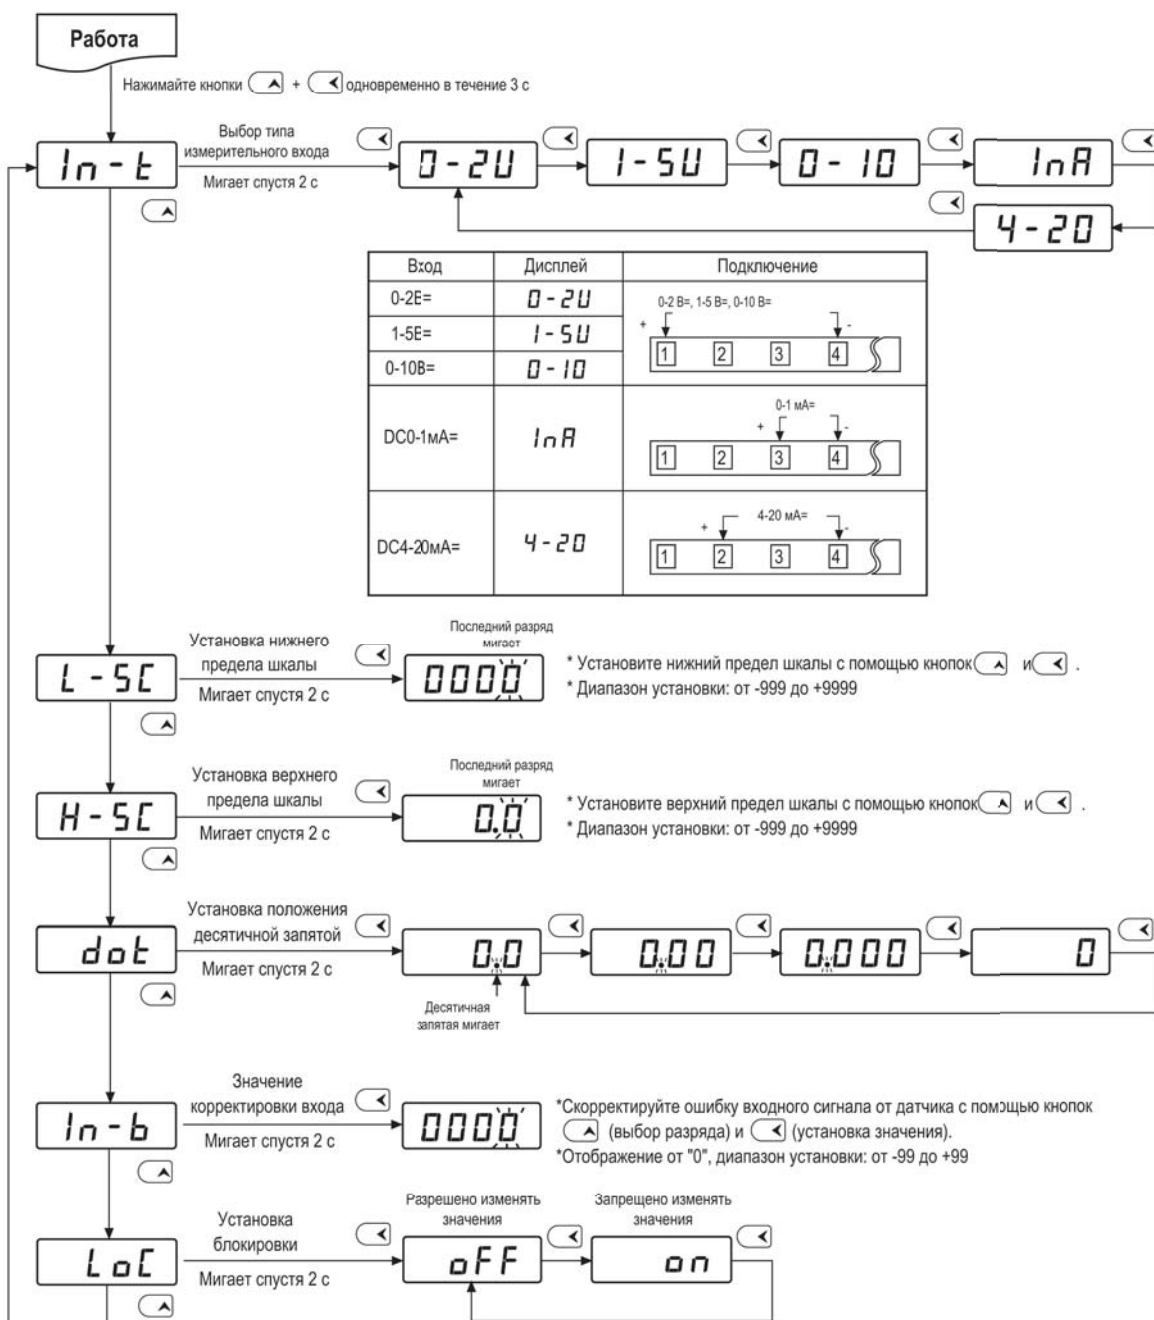 Работа
Нажимайте кнопки + одновременно в течение 3 с
Выбор типа
измерительного входа
Мигает спустя 2 с
In-t
0-2U
1-5U
0-10
InA
4-20
Вход Дисплей Подключение
0-2Е= 0-2U
1-5Е= 1-5U
0-10В= 0-10
0-2 В=, 1-5 В=, 0-10 В=
+ -
1 2 3 4
DC0-1мА= InA
0-1 мА=
+ -
1 2 3 4
DC4-20мА= 4-20
4-20 мА=
+ -
1 2 3 4
L-SC
Установка нижнего
предела шкалы
Мигает спустя 2 с
Последний разряд
мигает
0000
* Установите нижний предел шкалы с помощью кнопок и .
* Диапазон установки: от -999 до +9999
H-SC
Установка верхнего
предела шкалы
Мигает спустя 2 с
Последний разряд
мигает
0.0
* Установите верхний предел шкалы с помощью кнопок и .
* Диапазон установки: от -999 до +9999
dot
Установка положения
десятичной запятой
Мигает спустя 2 с
0.0
0.00
0.000
0
Десятичная
запятая мигает
In-b
Значение
корректировки входа
Мигает спустя 2 с
0000
*Скорректируйте ошибку входного сигнала от датчика с помощью кнопок
(выбор разряда) и (установка значения).
*Отображение от "0", диапазон установки: от -99 до +99
LoC
Установка
блокировки
Мигает спустя 2 с
Разрешено изменять
значения
oFF
Запрещено изменять
значения
on